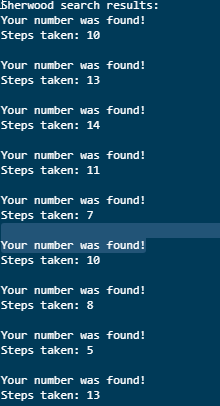 Sherwood search results:
Your number was found!
Steps taken: 10
Your number was found!
Steps taken: 13
Your number was found!
Steps taken: 14
Your number was found!
Steps taken: 11
Your number was found!
Steps taken: 7
Your number was found!
Steps taken: 10
Your number was found!
Steps taken: 8
Your number was found!
Steps taken: 5
Your number was found!
Steps taken: 13